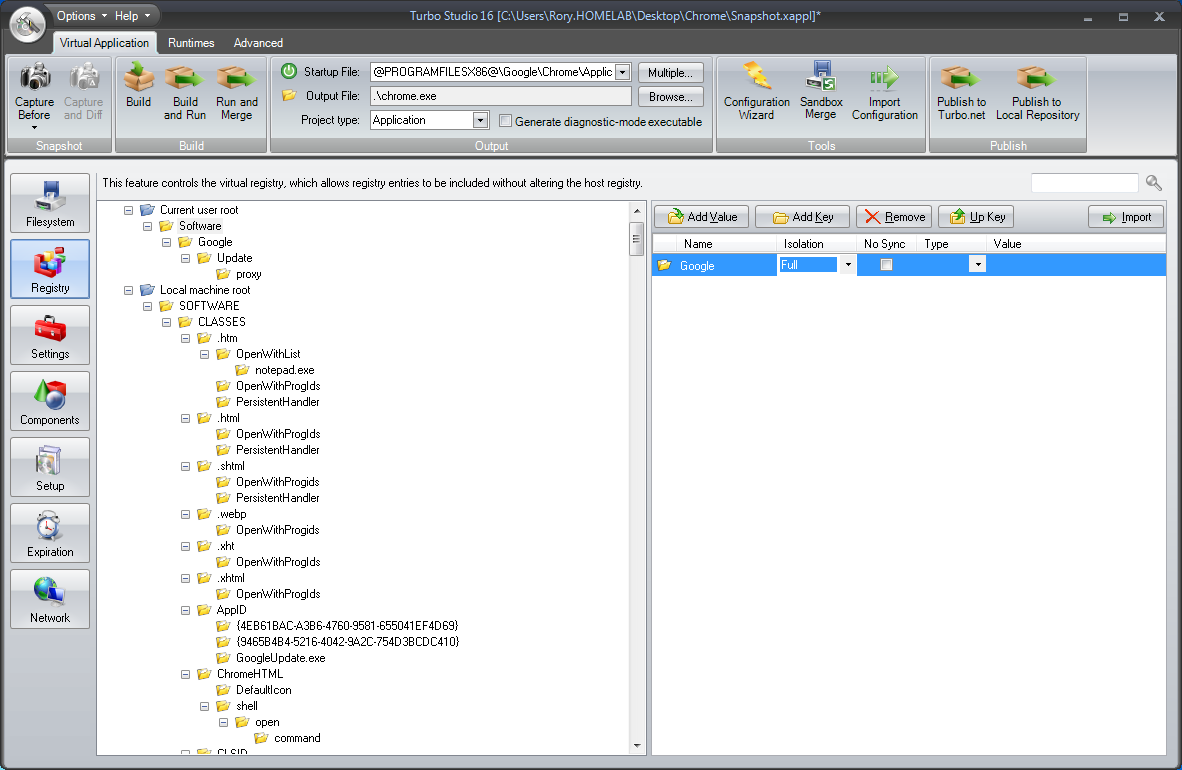 Options Help Turbo Studio 16 [C:\Users\Rory.HOMELAB\Desktop\Chrome\Snapshot.xappl]*
Virtual Application Runtimes Advanced
Capture Before
Capture and Diff
Snapshot
Build
Build and Run
Run and Merge
Build
Startup File: @PROGRAMFILESX86@\Google\Chrome\Applic Multiple...
Output File: .\chrome.exe Browse...
Project type: Application Generate diagnostic-mode executable
Output
Configuration Wizard
Sandbox Merge
Import Configuration
Tools
Publish to Turbo.net
Publish to Local Repository
Publish
Filesystem
Registry
Settings
Components
Setup
Expiration
Network
This feature controls the virtual registry, which allows registry entries to be included without altering the host registry.
Current user root
Software
Google
Update
proxy
Local machine root
SOFTWARE
CLASSES
.htm
OpenWithList
notepad.exe
OpenWithProgIds
PersistentHandler
.html
OpenWithProgIds
PersistentHandler
.shtml
OpenWithProgids
PersistentHandler
.webp
OpenWithProgids
.xht
OpenWithProgIds
.xhtml
OpenWithProgIds
AppID
{4EB61BAC-A3B6-4760-9581-655041EF4D69}
{9465B4B4-5216-4042-9A2C-754D3BCDC410}
GoogleUpdate.exe
ChromeHTML
DefaultIcon
shell
open
command
CLSID
Add Value Add Key Remove Up Key Import
Name Isolation No Sync Type Value
Google Full